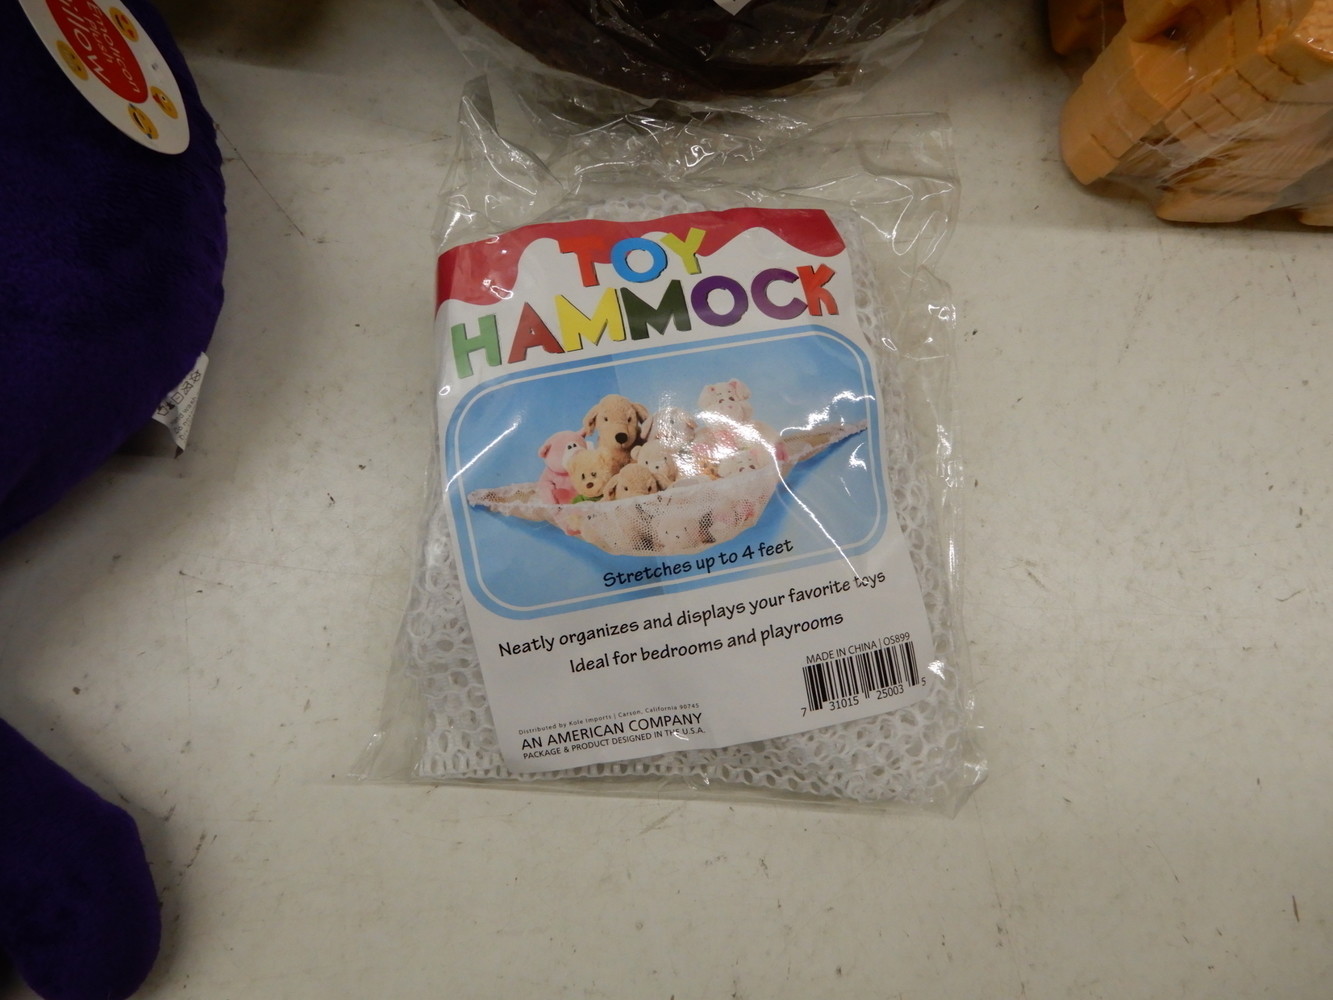 TOY
HAMMOCK
Stretches up to 4 feet
Neatly organizes and displays your favorite toys
Ideal for bedrooms and playrooms
MADE IN CHINA | OS899
7 31015 25003 5
Distributed by Kole Imports | Carson, California 90745
AN AMERICAN COMPANY
PACKAGE & PRODUCT DESIGNED IN THE U.S.A.